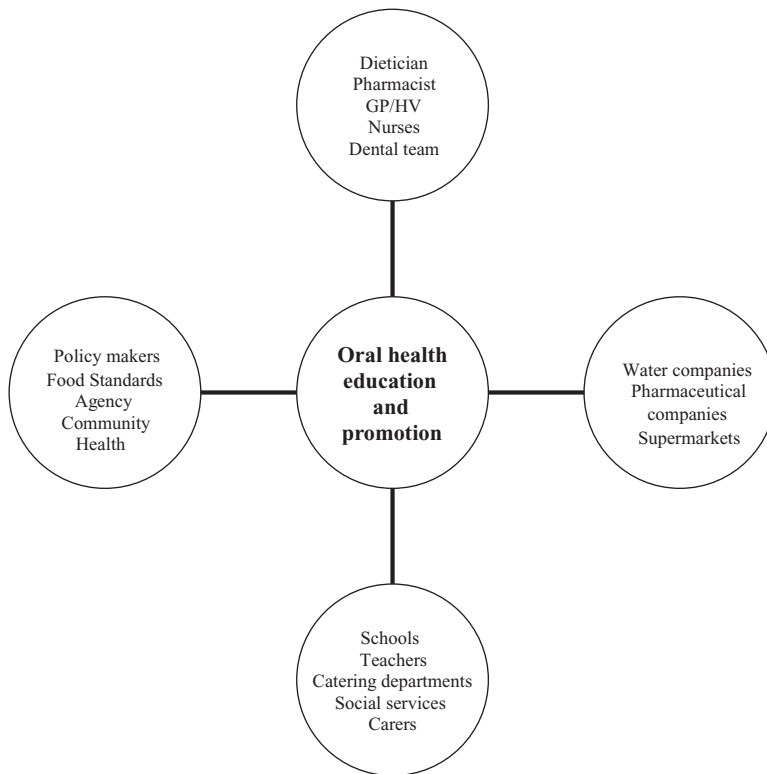 Dietician
Pharmacist
GP/HV
Nurses
Dental team
Policy makers
Food Standards
Agency
Community
Health
Oral health
education
and
promotion
Water companies
Pharmaceutical
companies
Supermarkets
Schools
Teachers
Catering departments
Social services
Carers